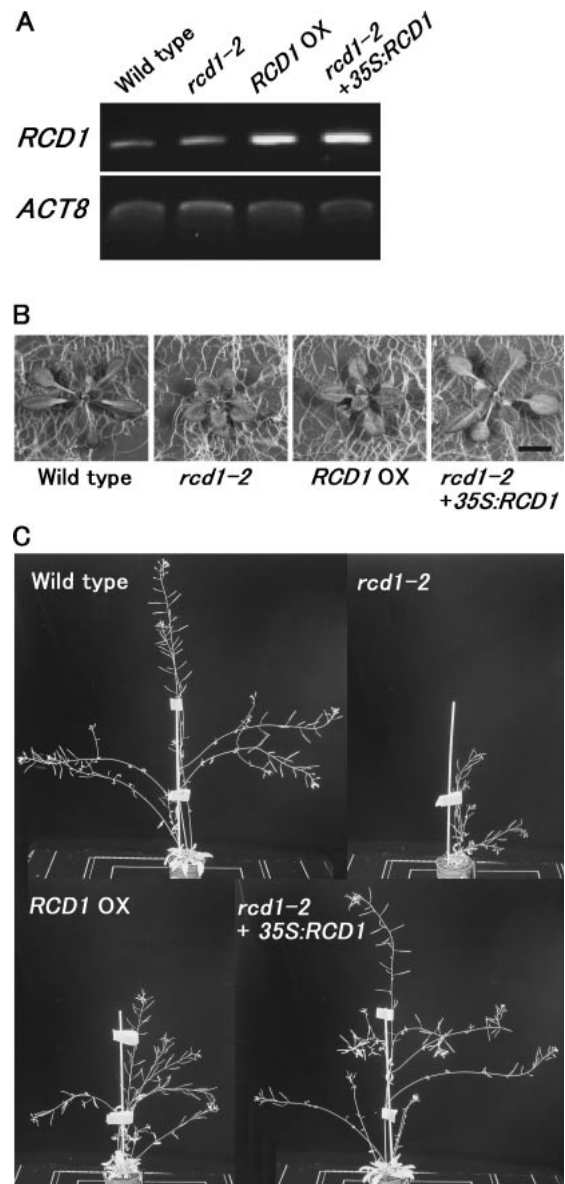 A
Wild type
rcd1-2
RCD1 OX
rcd1-2
+35S:RCD1
RCD1
ACT8
B
Wild type
rcd1-2
RCD1 OX
rcd1-2
+35S:RCD1
C
Wild type
rcd1-2
RCD1 OX
rcd1-2
+ 35S:RCD1